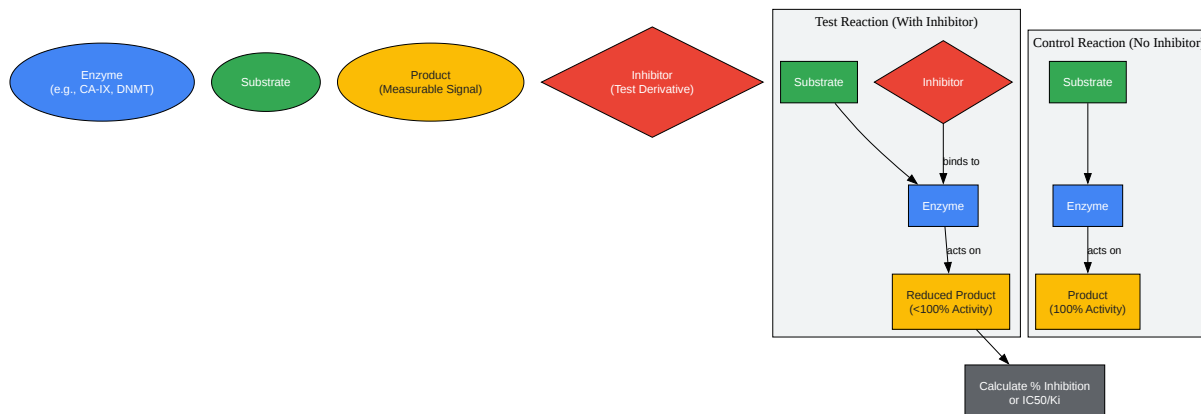 Enzyme
(e.g., CA-IX, DNMT)
Substrate
Product
(Measurable Signal)
Inhibitor
(Test Derivative)
Test Reaction (With Inhibitor)
Substrate
Inhibitor
binds to
Enzyme
acts on
Reduced Product
(<100% Activity)
Control Reaction (No Inhibitor)
Substrate
Enzyme
acts on
Product
(100% Activity)
Calculate % Inhibition
or IC50/Ki